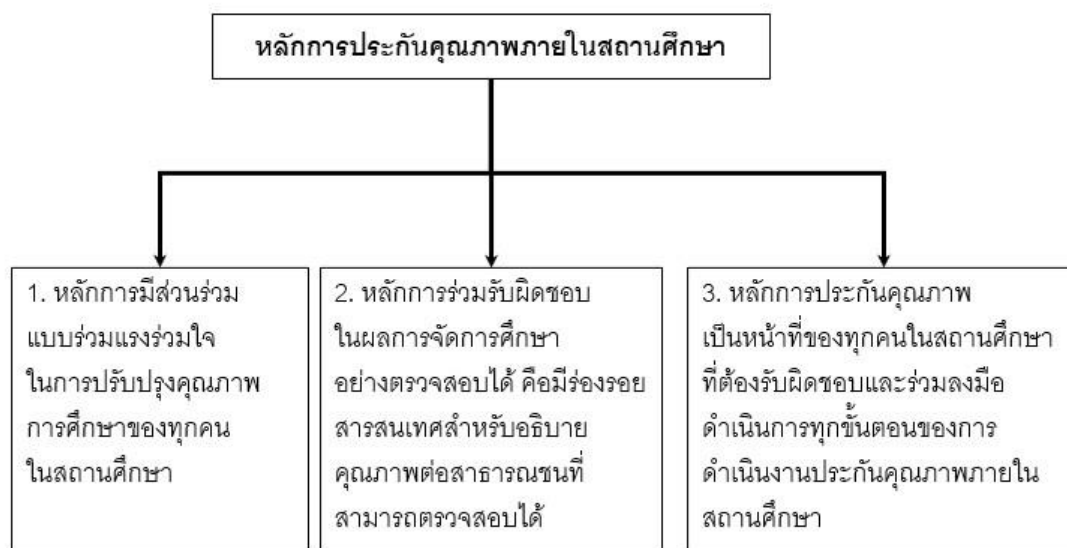 หลักการประกันคุณภาพภายในสถานศึกษา
1. หลักการมีส่วนร่วม
แบบร่วมแรงร่วมใจ
ในการปรับปรุงคุณภาพ
การศึกษาของทุกคน
ในสถานศึกษา
2. หลักการร่วมรับผิดชอบ
ในผลการจัดการศึกษา
อย่างตรวจสอบได้ คือมีร่องรอย
สารสนเทศสำหรับอธิบาย
คุณภาพต่อสาธารณชนที่
สามารถตรวจสอบได้
3. หลักการประกันคุณภาพ
เป็นหน้าที่ของทุกคนในสถานศึกษา
ที่ต้องรับผิดชอบและร่วมลงมือ
ดำเนินการทุกขั้นตอนของการ
ดำเนินงานประกันคุณภาพภายใน
สถานศึกษา